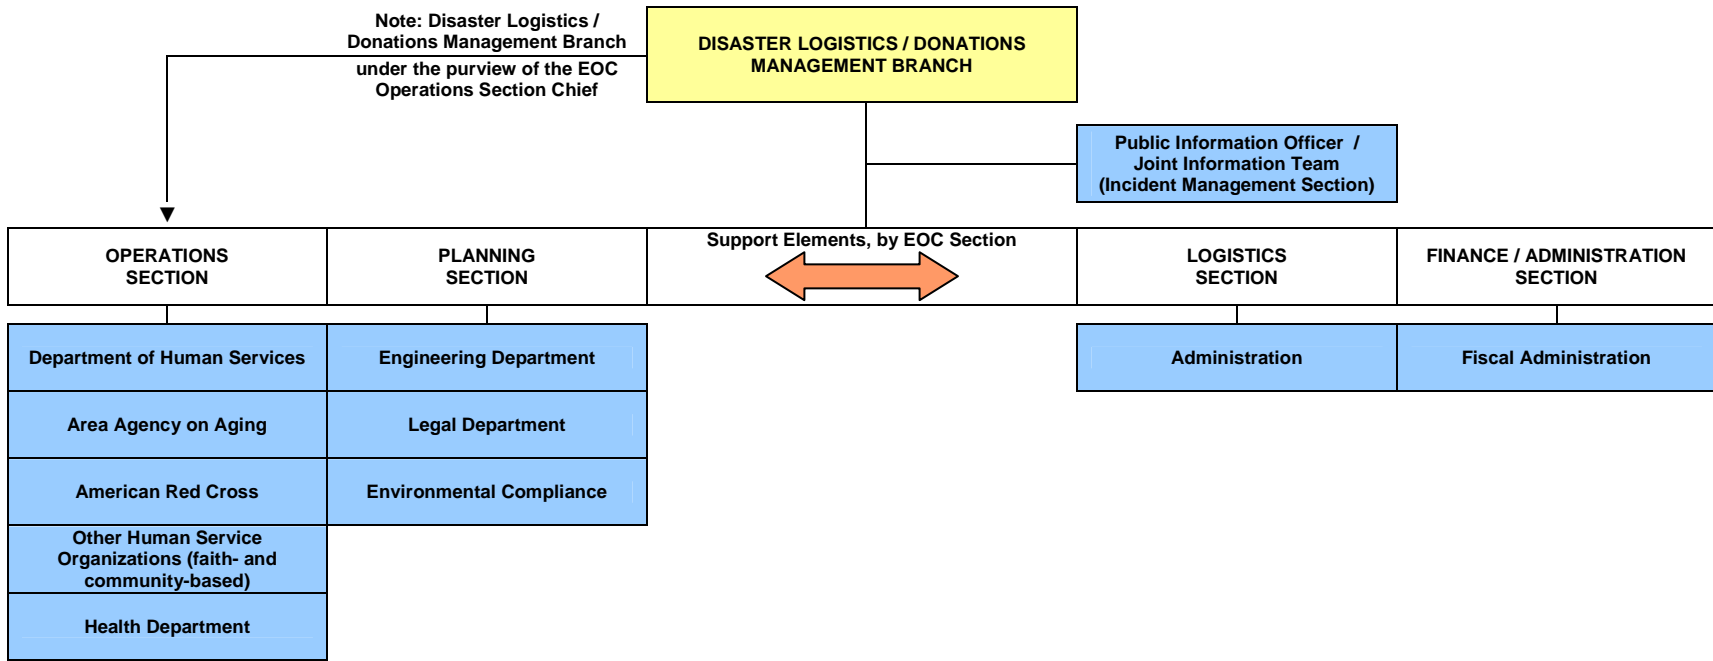 Note: Disaster Logistics /
Donations Management Branch
under the purview of the EOC
Operations Section Chief
DISASTER LOGISTICS / DONATIONS
MANAGEMENT BRANCH
Public Information Officer /
Joint Information Team
(Incident Management Section)
OPERATIONS
SECTION
PLANNING
SECTION
Support Elements, by EOC Section
LOGISTICS
SECTION
FINANCE / ADMINISTRATION
SECTION
Department of Human Services
Engineering Department
Administration
Fiscal Administration
Area Agency on Aging
Legal Department
American Red Cross
Environmental Compliance
Other Human Service
Organizations (faith- and
community-based)
Health Department